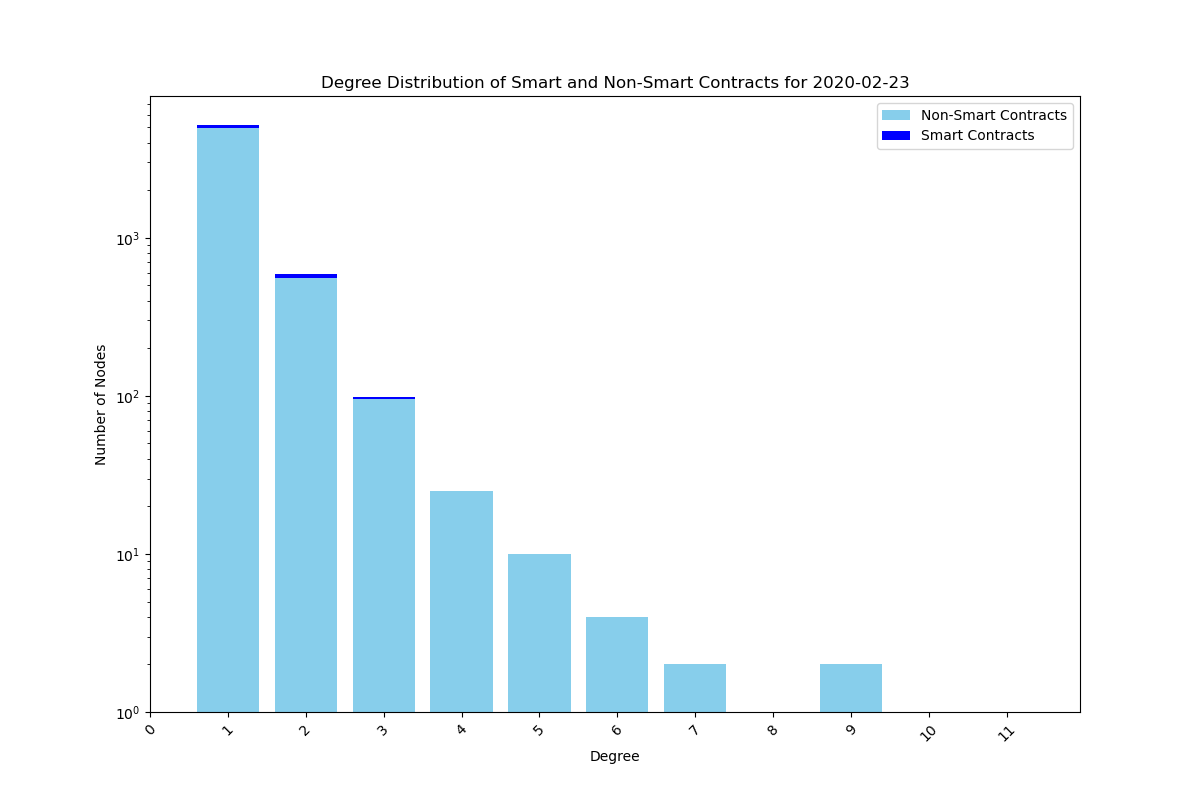 Degree Distribution of Smart and Non-Smart Contracts for 2020-02-23
Non-Smart Contracts
Smart Contracts
Number of Nodes
10³
10²
10¹
10⁰
0 1 2 3 4 5 6 7 8 9 10 11
Degree